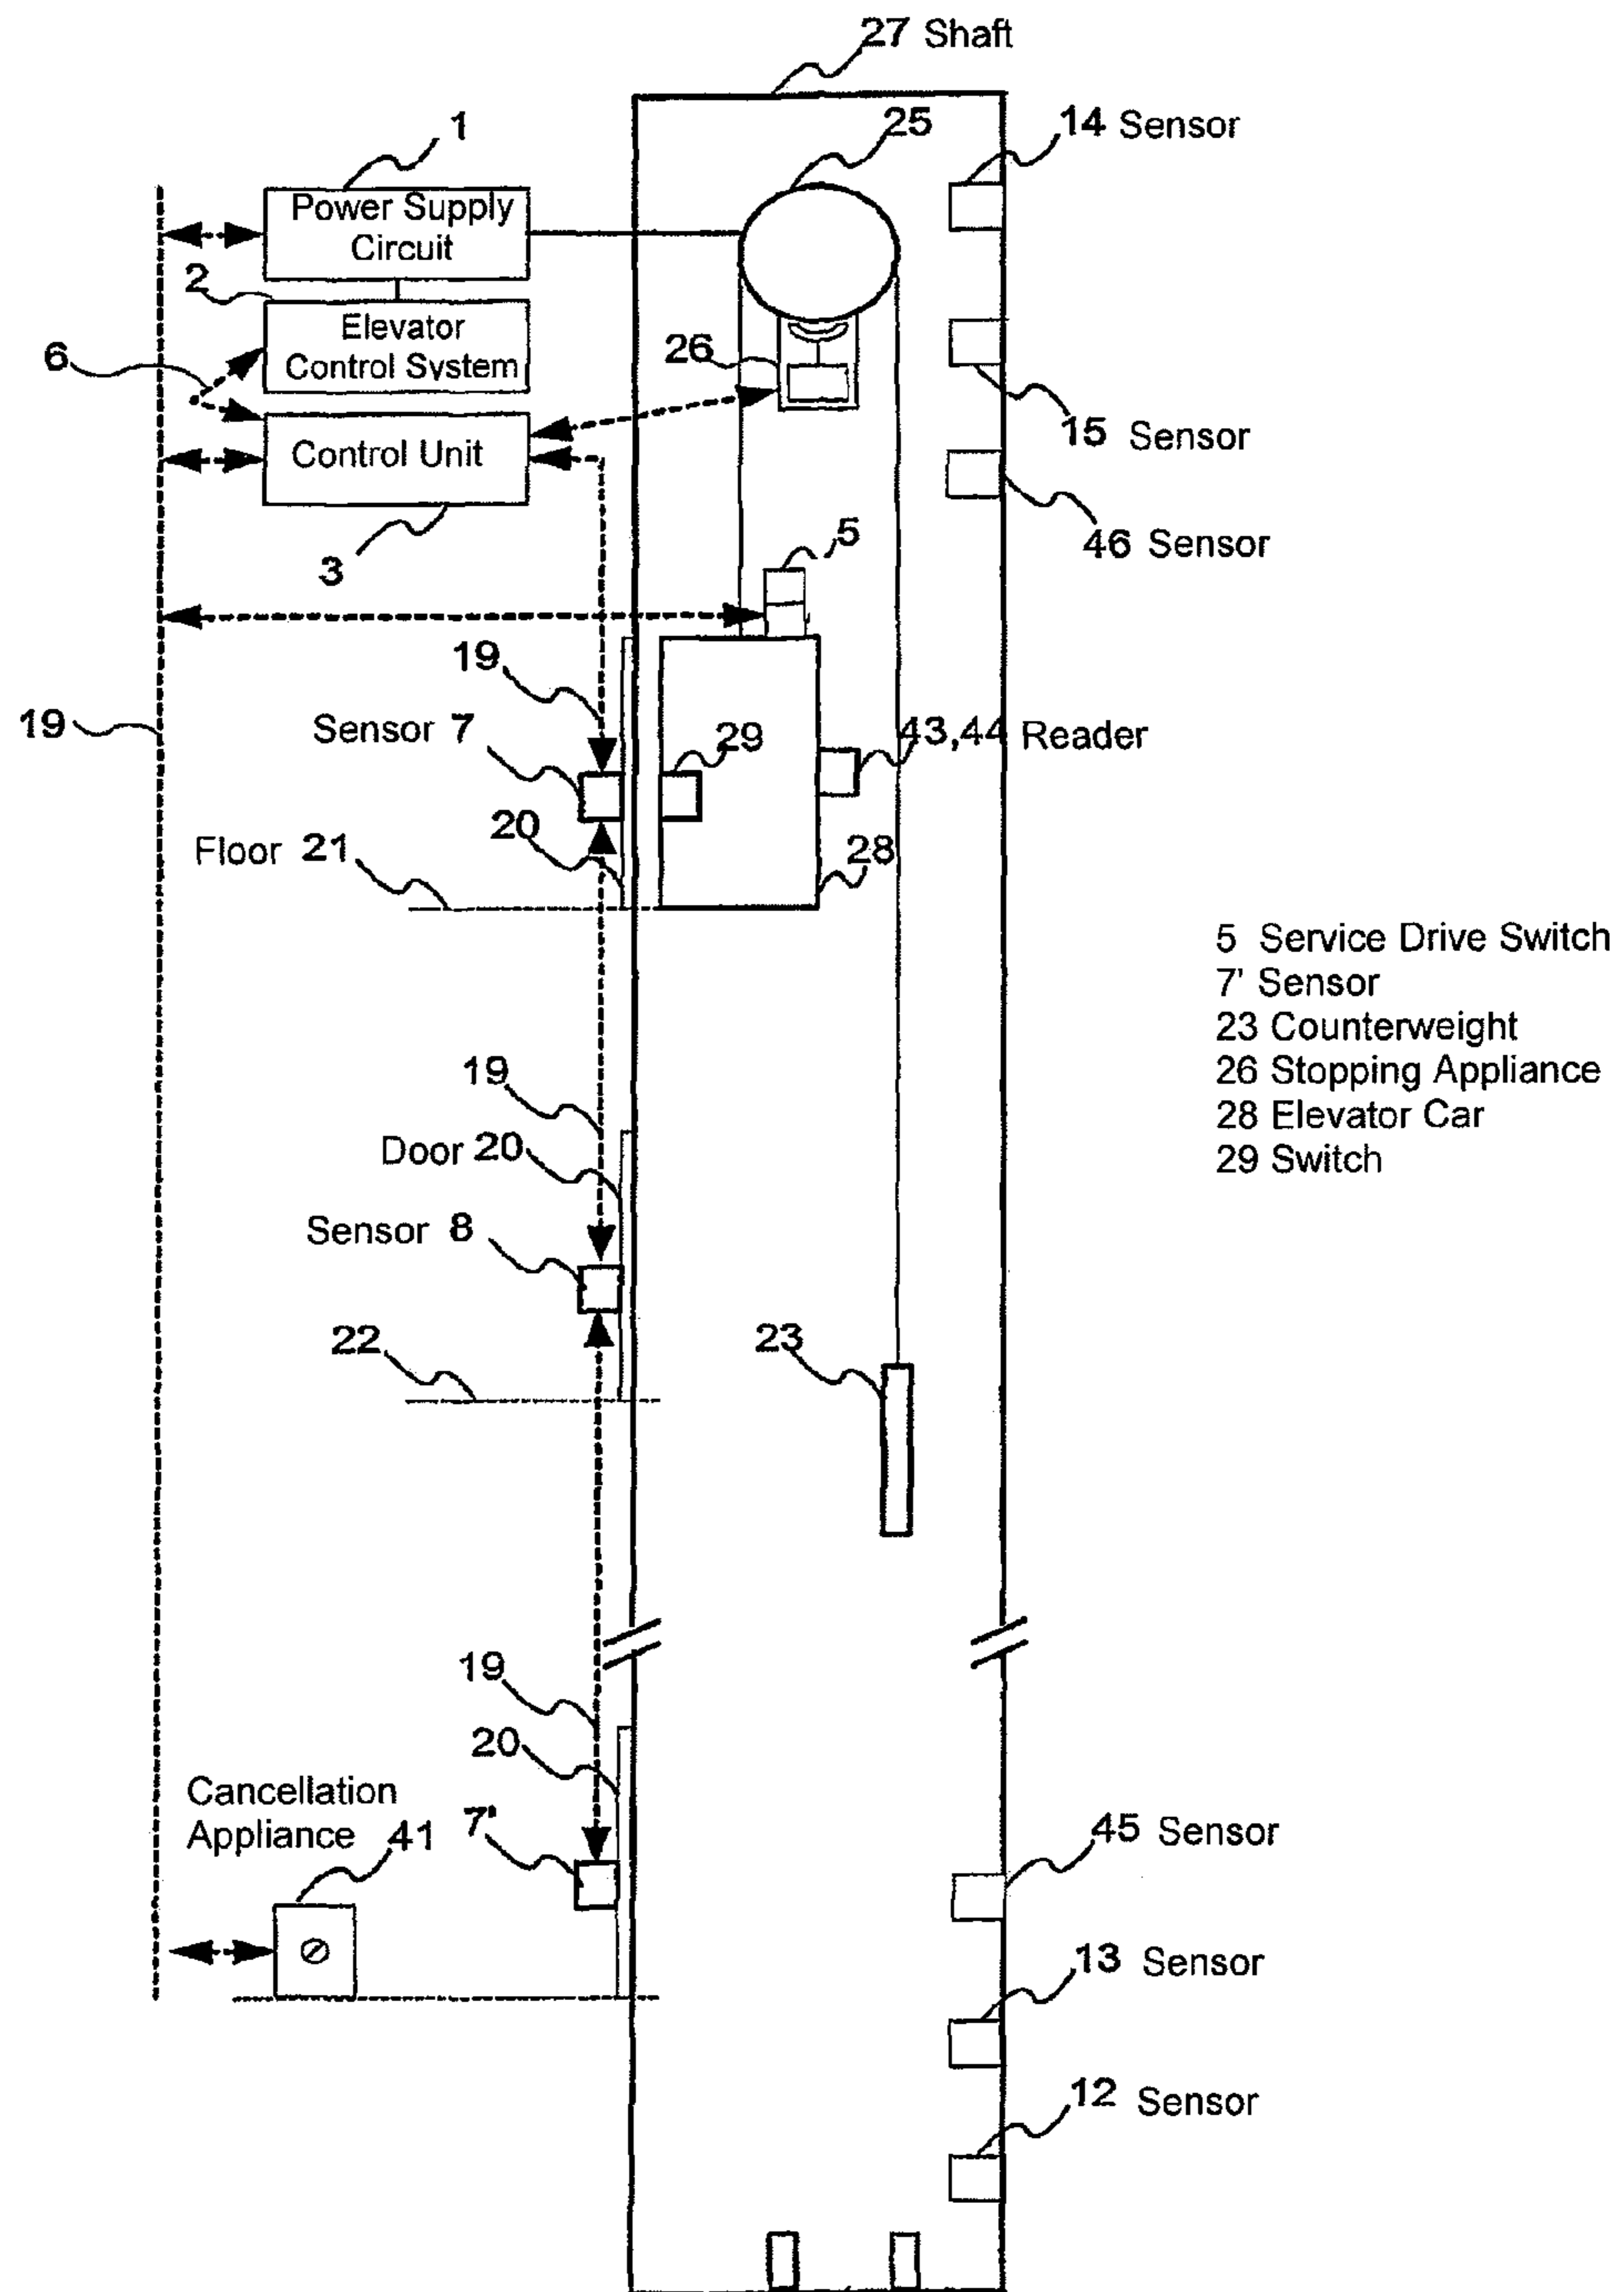 27 Shaft
1
25
14 Sensor
Power Supply
Circuit
2
Elevator
Control System
6
26
15 Sensor
Control Unit
3
5
46 Sensor
19
19
Sensor 7
29
43,44 Reader
20
Floor 21
28
5 Service Drive Switch
7' Sensor
23 Counterweight
26 Stopping Appliance
28 Elevator Car
29 Switch
19
Door 20
Sensor 8
22
23
19
20
Cancellation
Appliance 41
7'
45 Sensor
13 Sensor
12 Sensor